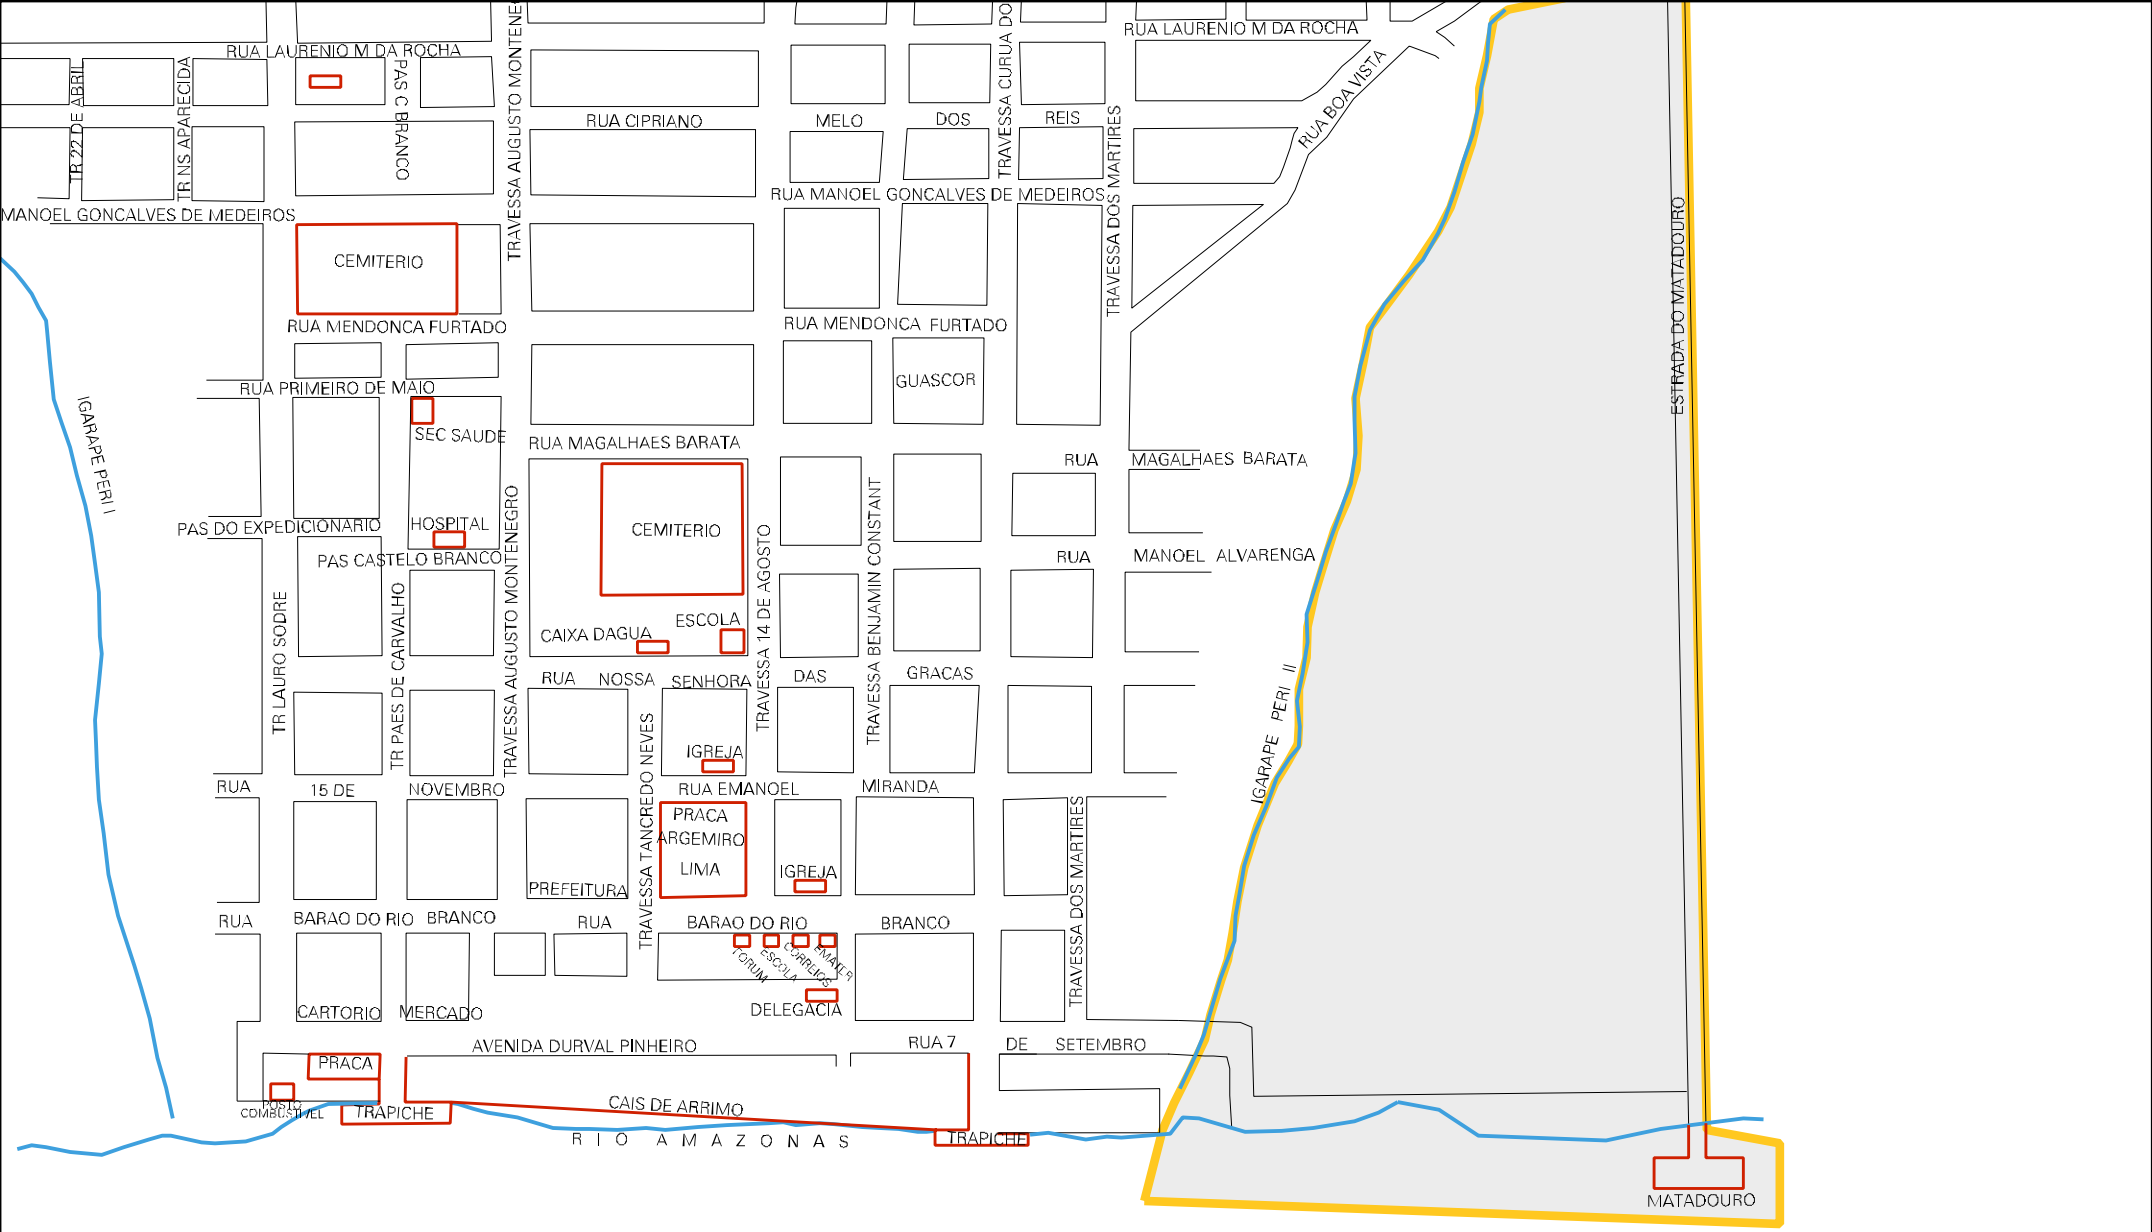 RUA LAURENIO M DA ROCHA
RUA LAURENIO M DA ROCHA
TR 22 DE ABRIL
TR NS APARECIDA
PAS C BRANCO
TRAVESSA AUGUSTO MONTENEG
TRAVESSA CURUA DO
TRAVESSA DOS MARTIRES
RUA BOA VISTA
RUA CIPRIANO MELO DOS REIS
MANOEL GONCALVES DE MEDEIROS
RUA MANOEL GONCALVES DE MEDEIROS
CEMITERIO
ESTRADA DO MATADOURO
RUA MENDONCA FURTADO
RUA MENDONCA FURTADO
RUA PRIMEIRO DE MAIO
GUASCOR
IGARAPE PERI I
SEC SAUDE
RUA MAGALHAES BARATA
RUA MAGALHAES BARATA
PAS DO EXPEDICIONARIO
HOSPITAL
CEMITERIO
PAS CASTELO BRANCO
RUA MANOEL ALVARENGA
TR LAURO SODRE
TR PAES DE CARVALHO
TRAVESSA AUGUSTO MONTENEGRO
TRAVESSA 14 DE AGOSTO
TRAVESSA BENJAMIN CONSTANT
ESCOLA
CAIXA DAGUA
RUA NOSSA SENHORA DAS GRACAS
IGARAPE PERI II
TRAVESSA TANCREDO NEVES
IGREJA
RUA 15 DE NOVEMBRO
RUA EMANOEL MIRANDA
PRACA
ARGEMIRO
LIMA
IGREJA
PREFEITURA
TRAVESSA DOS MARTIRES
RUA BARAO DO RIO BRANCO
RUA BARAO DO RIO BRANCO
FORUM
ESCOLA
CORREIOS
EMATER
DELEGACIA
CARTORIO
MERCADO
AVENIDA DURVAL PINHEIRO
RUA 7 DE SETEMBRO
PRACA
POSTO
COMBUSTIVEL
TRAPICHE
CAIS DE ARRIMO
RIO AMAZONAS
TRAPICHE
MATADOURO